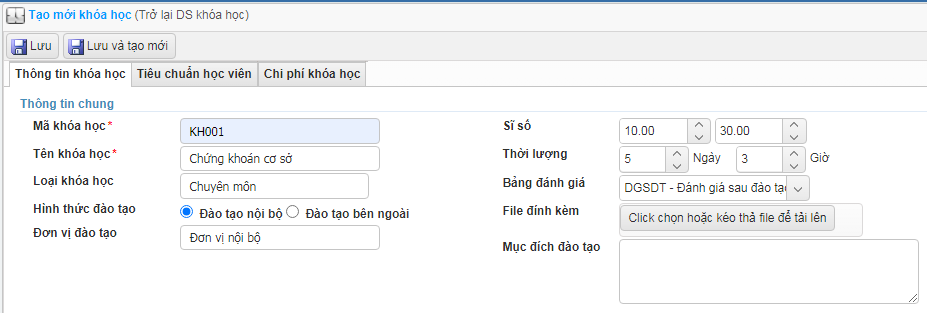 Tạo mới khóa học (Trở lại DS khóa học)
Lưu Lưu và tạo mới
Thông tin khóa học Tiêu chuẩn học viên Chi phí khóa học
Thông tin chung
Mã khóa học* KH001
Tên khóa học* Chứng khoán cơ sở
Loại khóa học Chuyên môn
Hình thức đào tạo Đào tạo nội bộ Đào tạo bên ngoài
Đơn vị đào tạo Đơn vị nội bộ
Sĩ số 10.00 30.00
Thời lượng 5 Ngày 3 Giờ
Bảng đánh giá DGSDT - Đánh giá sau đào tạo
File đính kèm Click chọn hoặc kéo thả file để tải lên
Mục đích đào tạo